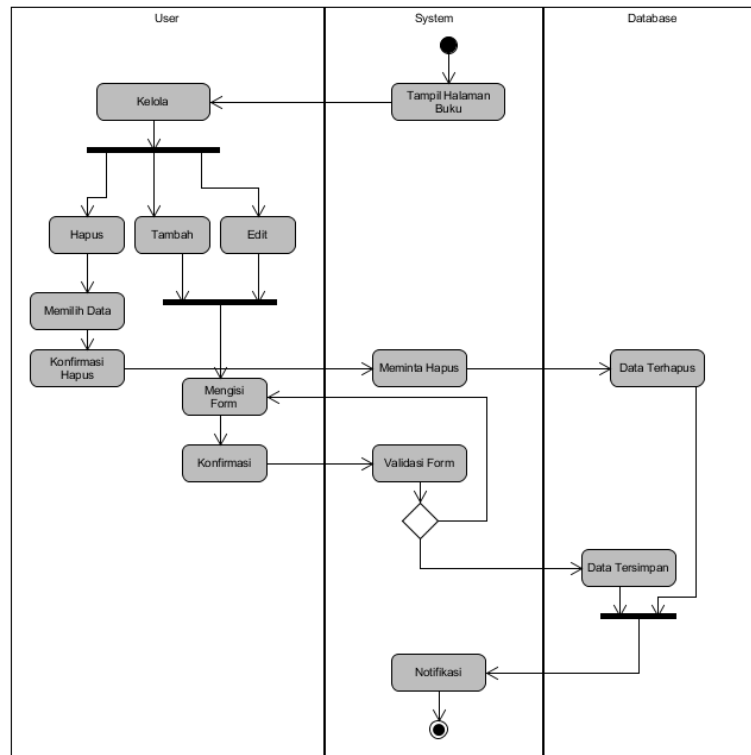 User
System
Database
Kelola
Tampil Halaman
Buku
Hapus
Tambah
Edit
Memilih Data
Konfirmasi
Hapus
Meminta Hapus
Data Terhapus
Mengisi
Form
Konfirmasi
Validasi Form
Data Tersimpan
Notifikasi